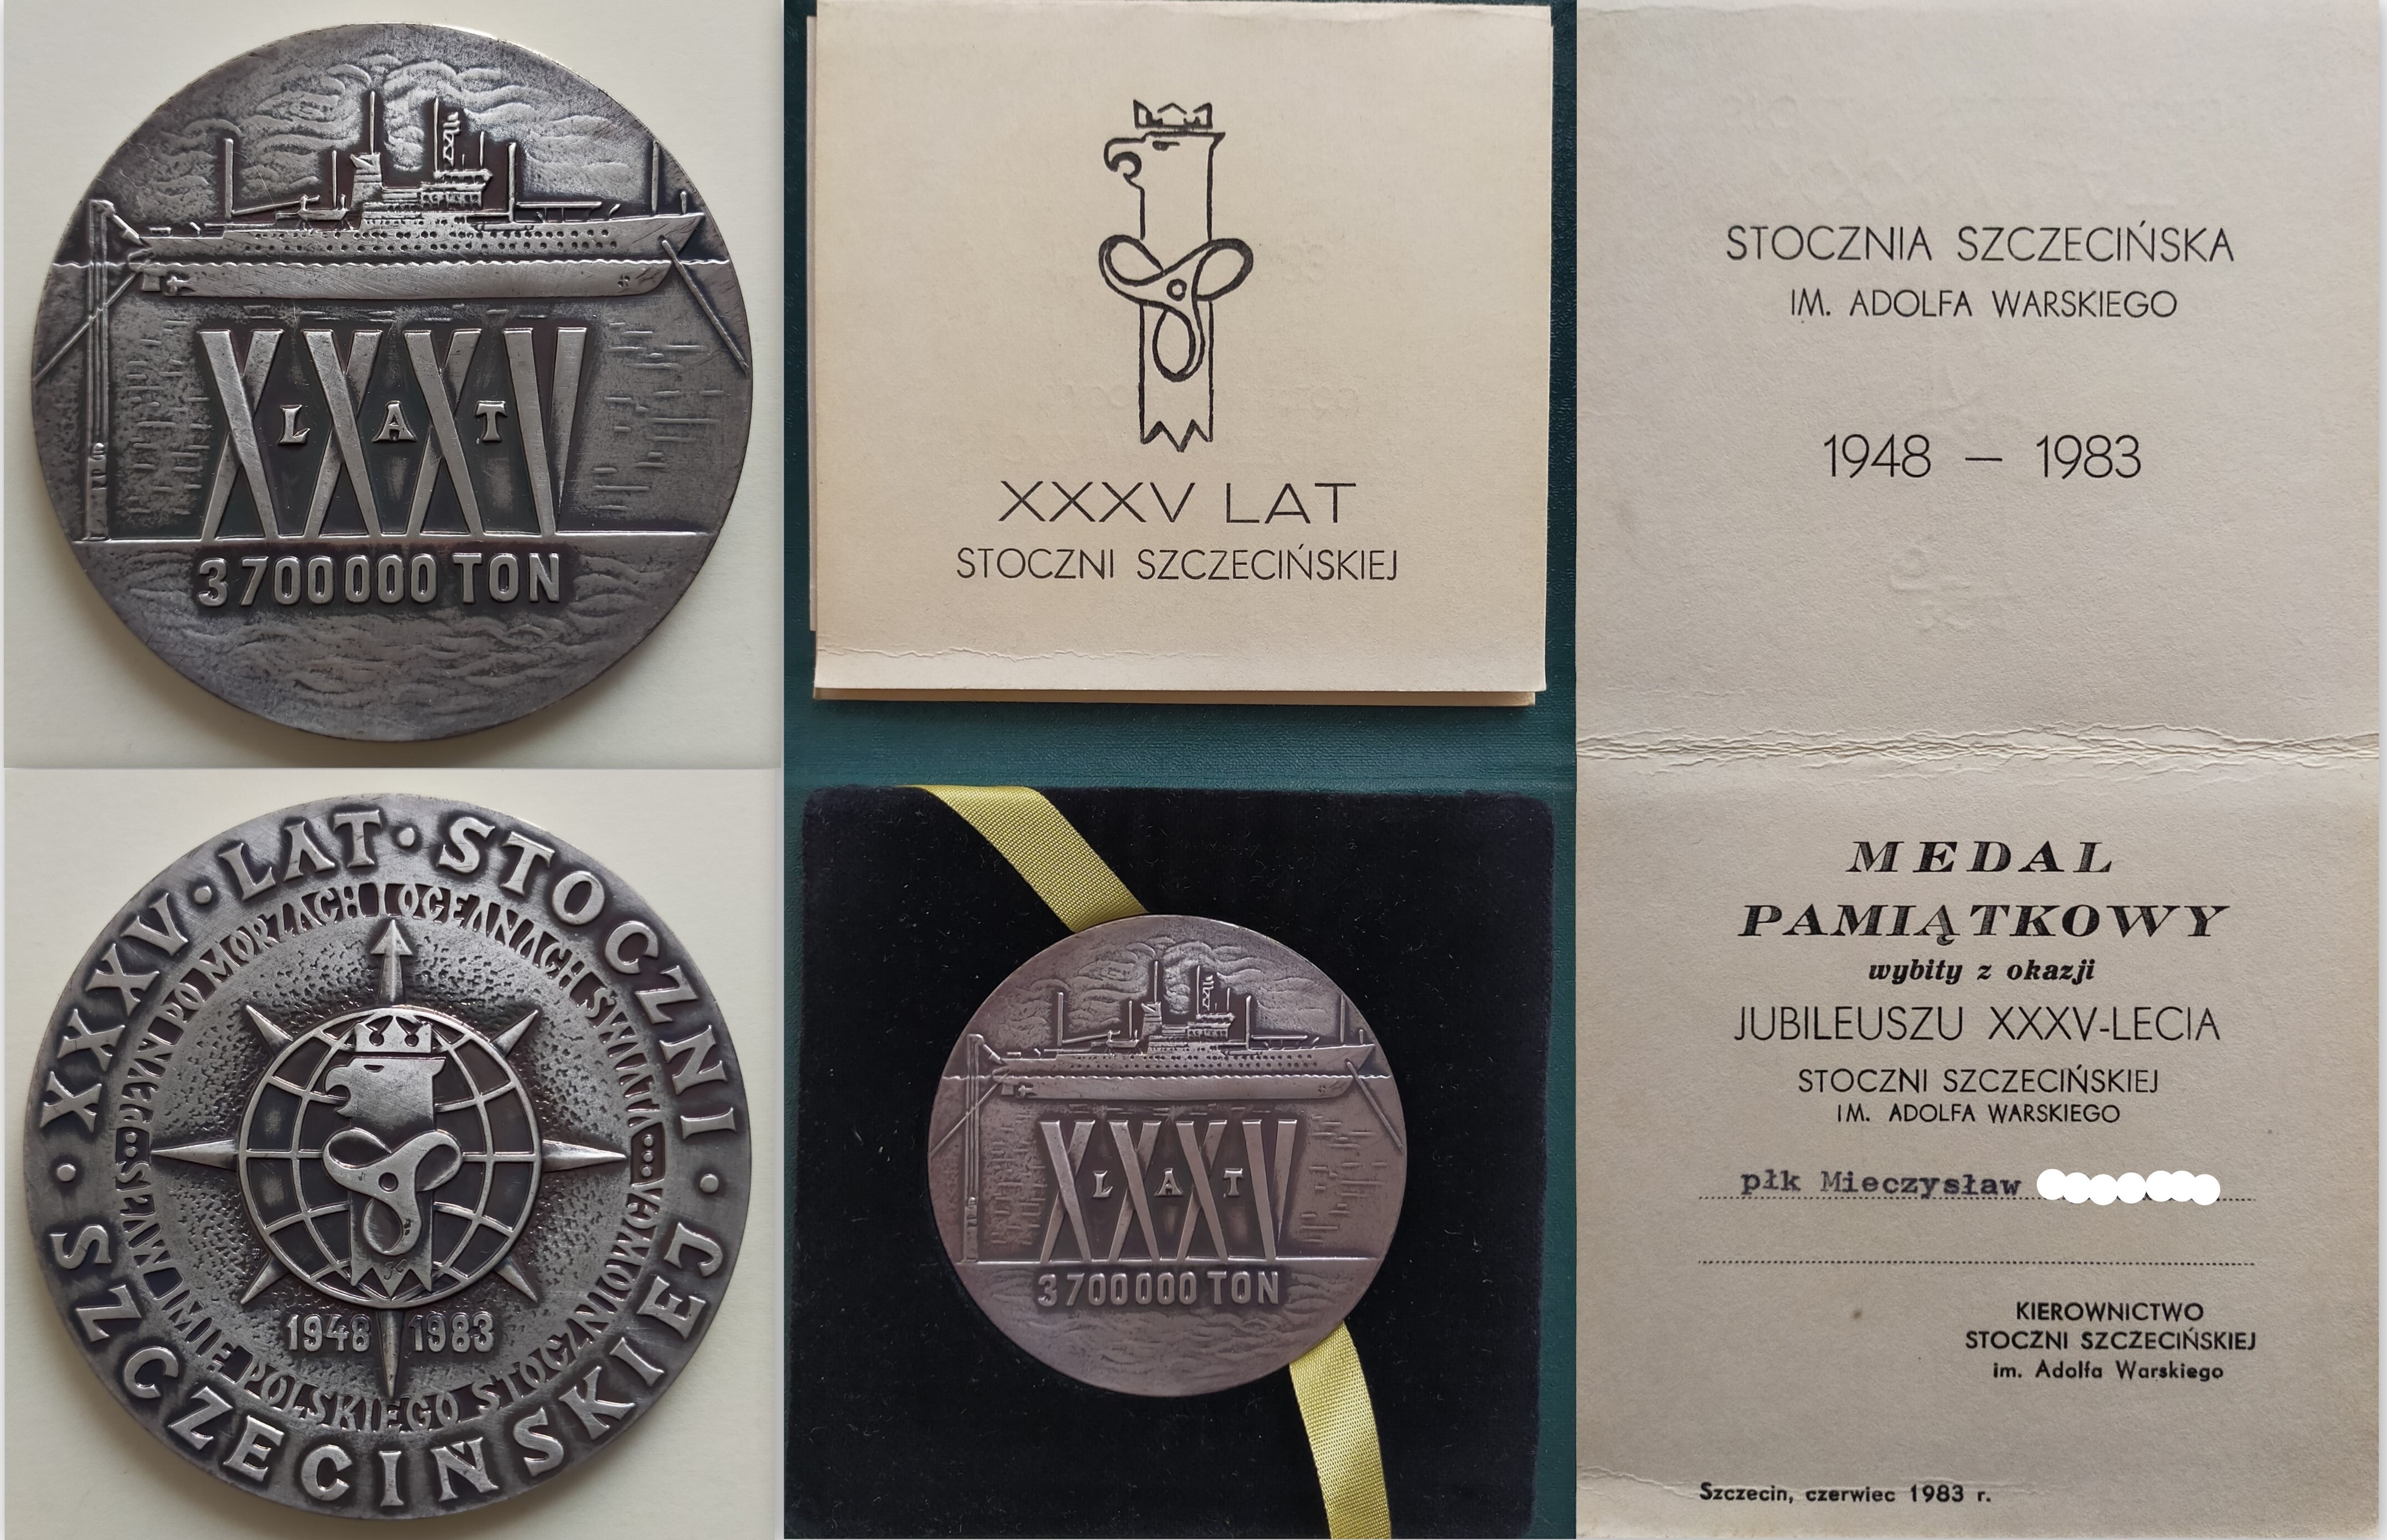 XXXV
LAT
3 700 000 TON
XXXV • LAT • STOCZNI
• SZCZECIŃSKIEJ •
PŁYŃ PO MORZACH I OCEANACH ŚWIATA
SŁAW IMIĘ POLSKIEGO STOCZNIOWCA
1948 1983
XXXV LAT
STOCZNI SZCZECIŃSKIEJ
XXXV
LAT
3 700 000 TON
STOCZNIA SZCZECIŃSKA
IM. ADOLFA WARSKIEGO
1948 – 1983
MEDAL
PAMIĄTKOWY
wybity z okazji
JUBILEUSZU XXXV-LECIA
STOCZNI SZCZECIŃSKIEJ
IM. ADOLFA WARSKIEGO
płk Mieczysław
KIEROWNICTWO
STOCZNI SZCZECIŃSKIEJ
im. Adolfa Warskiego
Szczecin, czerwiec 1983 r.